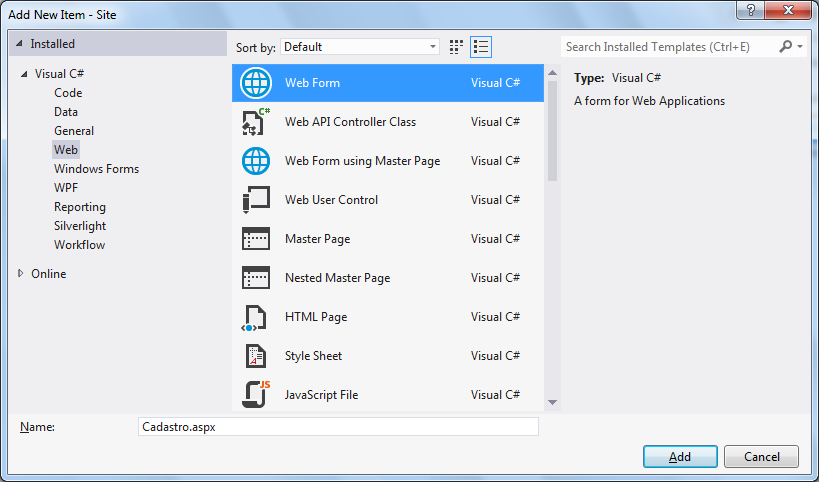 Add New Item - Site
Installed
Sort by: Default
Search Installed Templates (Ctrl+E)
Visual C#
Code
Data
General
Web
Windows Forms
WPF
Reporting
Silverlight
Workflow
Online
Web Form Visual C#
C# Web API Controller Class Visual C#
Web Form using Master Page Visual C#
Web User Control Visual C#
Master Page Visual C#
Nested Master Page Visual C#
HTML Page Visual C#
A Style Sheet Visual C#
JS JavaScript File Visual C#
Type: Visual C#
A form for Web Applications
Name: Cadastro.aspx
Add Cancel